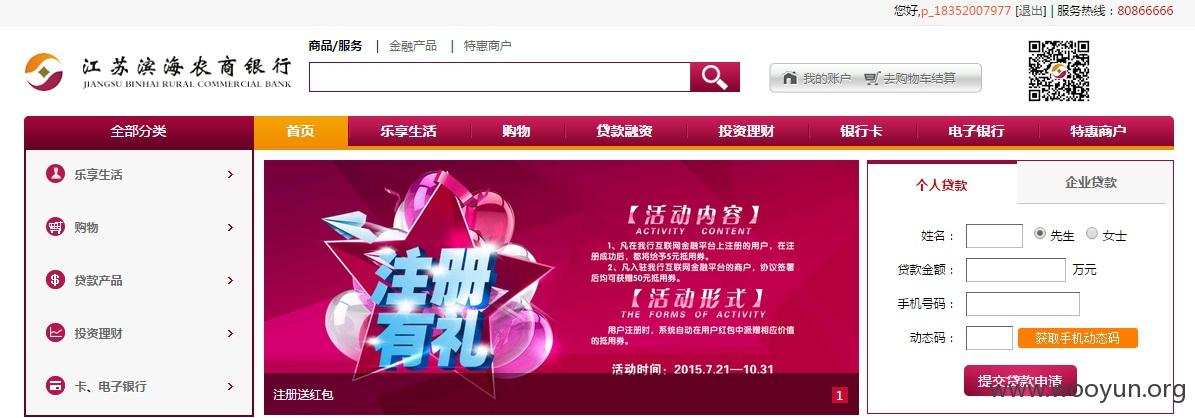 您好,p_18352007977 [退出] | 服务热线：80866666
江苏滨海农商银行
JIANGSU BINHAI RURAL COMMERCIAL BANK
商品/服务 | 金融产品 | 特惠商户
我的账户 去购物车结算
全部分类 首页 乐享生活 购物 贷款融资 投资理财 银行卡 电子银行 特惠商户
乐享生活
购物
贷款产品
投资理财
卡、电子银行
注册
有礼
【活动内容】
ACTIVITY CONTENT
1、凡在我行互联网金融平台上注册的用户，在注
册成功后，都将给予5元抵用券。
2、凡入驻我行互联网金融平台的商户，协议签署
后均可获赠50元抵用券。
【活动形式】
THE FORMS OF ACTIVITY
用户注册时，系统自动在用户红包中派赠相应价值
的抵用券。
活动时间：2015.7.21—10.31
注册送红包 1
个人贷款 企业贷款
姓名： 先生 女士
贷款金额： 万元
手机号码：
动态码： 获取手机动态码
提交贷款申请
www.wooyun.org